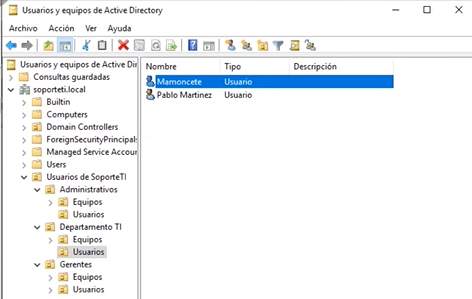 Usuarios y equipos de Active Directory
Archivo Acción Ver Ayuda
Usuarios y equipos de Active Direc
Consultas guardadas
soporteti.local
Builtin
Computers
Domain Controllers
ForeignSecurityPrincipals
Managed Service Accoun
Users
Usuarios de SoporteTI
Administrativos
Equipos
Usuarios
Departamento TI
Equipos
Usuarios
Gerentes
Equipos
Usuarios
Nombre Tipo Descripción
Mamoncete Usuario
Pablo Martinez Usuario